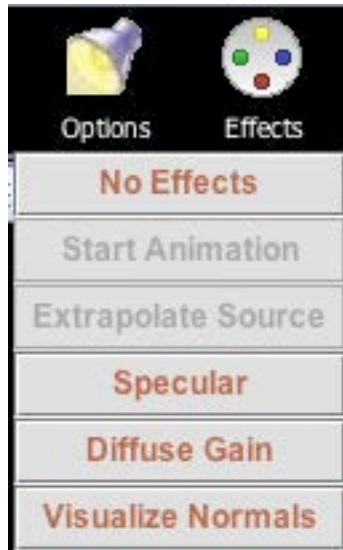 Options Effects
No Effects
Start Animation
Extrapolate Source
Specular
Diffuse Gain
Visualize Normals